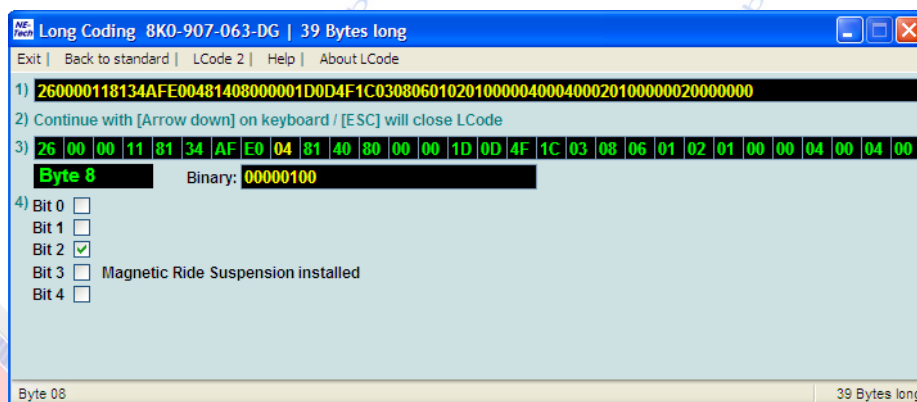 NE-Tech Long Coding 8K0-907-063-DG | 39 Bytes long
Exit | Back to standard | LCode 2 | Help | About LCode
1) 260000118134AFE00481408000001D0D4F1C030806010201000004000400020100000020000000
2) Continue with [Arrow down] on keyboard / [ESC] will close LCode
3) 26 00 00 11 81 34 AF E0 04 81 40 80 00 00 1D 0D 4F 1C 03 08 06 01 02 01 00 00 04 00 04 00
Byte 8 Binary: 00000100
4) Bit 0
Bit 1
Bit 2
Bit 3 Magnetic Ride Suspension installed
Bit 4
Byte 08 39 Bytes long